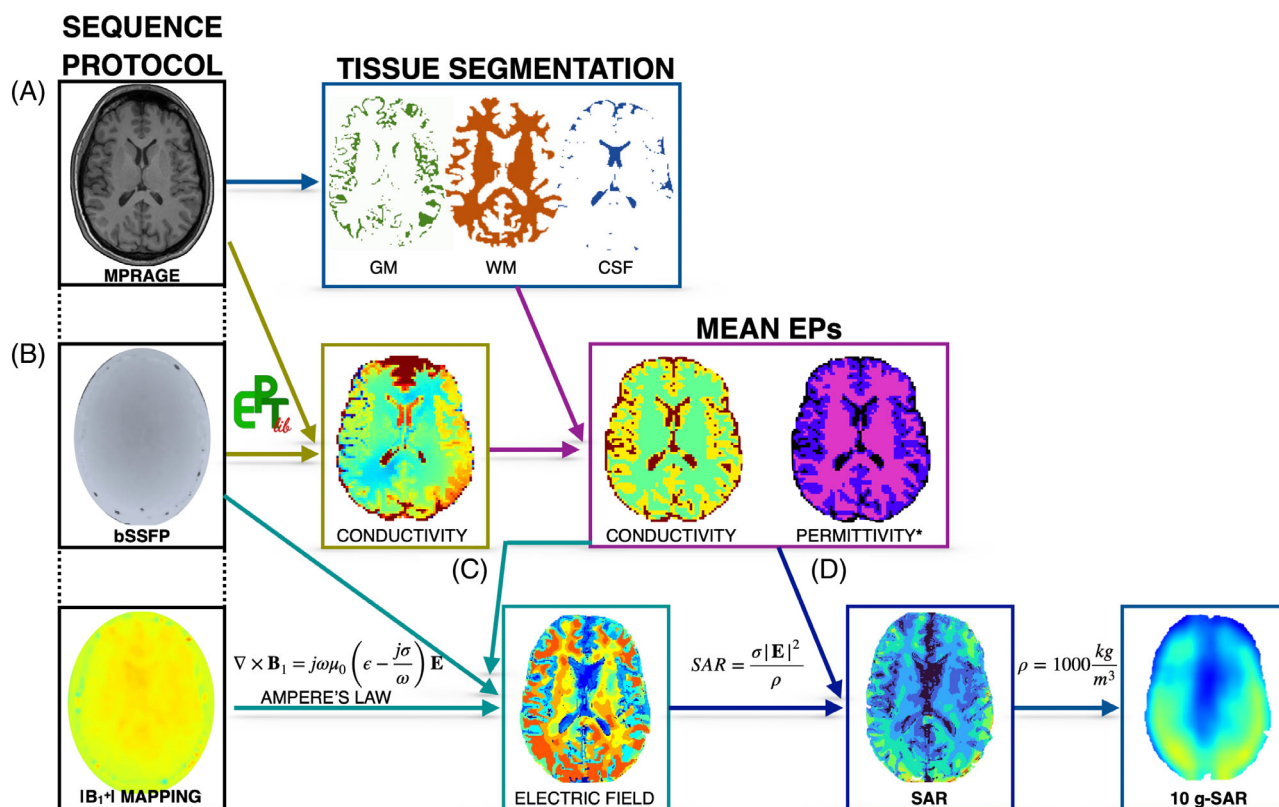 SEQUENCE
PROTOCOL
TISSUE SEGMENTATION
(A)
GM WM CSF
MPRAGE
MEAN EPs
(B)
EPTlib
bSSFP
CONDUCTIVITY
CONDUCTIVITY PERMITTIVITY*
(C) (D)
∇ × B₁ = jωμ₀ (ϵ − jσ/ω) E
AMPERE'S LAW
SAR = σ|E|²/ρ
ρ = 1000 kg/m³
|B₁⁺| MAPPING
ELECTRIC FIELD
SAR
10 g-SAR